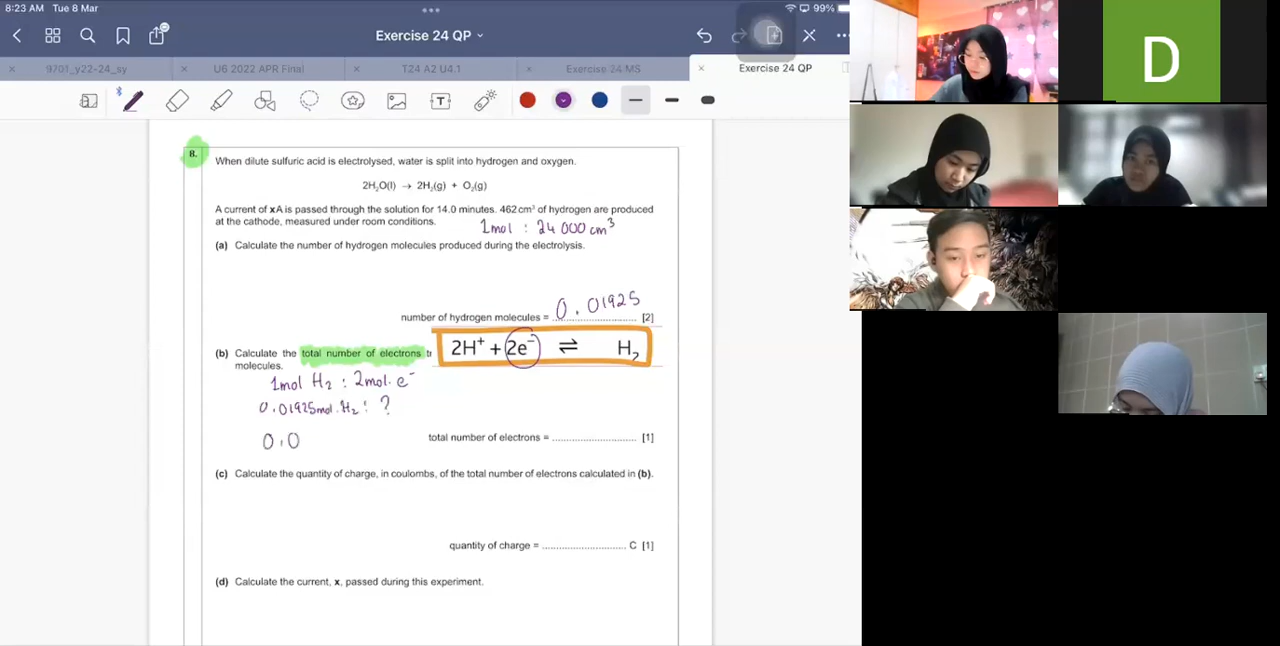 8:23 AM Tue 8 Mar
99%
Exercise 24 QP
9701_y22-24_sy
U6 2022 APR Final
T24 A2 U4.1
Exercise 24 MS
Exercise 24 QP
T
8.
When dilute sulfuric acid is electrolysed, water is split into hydrogen and oxygen.
2H₂O(l) → 2H₂(g) + O₂(g)
A current of xA is passed through the solution for 14.0 minutes. 462 cm³ of hydrogen are produced
at the cathode, measured under room conditions.
1mol : 24 000 cm³
(a) Calculate the number of hydrogen molecules produced during the electrolysis.
number of hydrogen molecules = 0.01925 [2]
(b) Calculate the total number of electrons tr
molecules.
2H⁺ + 2e⁻ ⇌ H₂
1mol H₂ : 2mol. e⁻
0.01925mol. H₂ : ?
0.0
total number of electrons = ........................ [1]
(c) Calculate the quantity of charge, in coulombs, of the total number of electrons calculated in (b).
quantity of charge = ........................ C [1]
(d) Calculate the current, x, passed during this experiment.
D